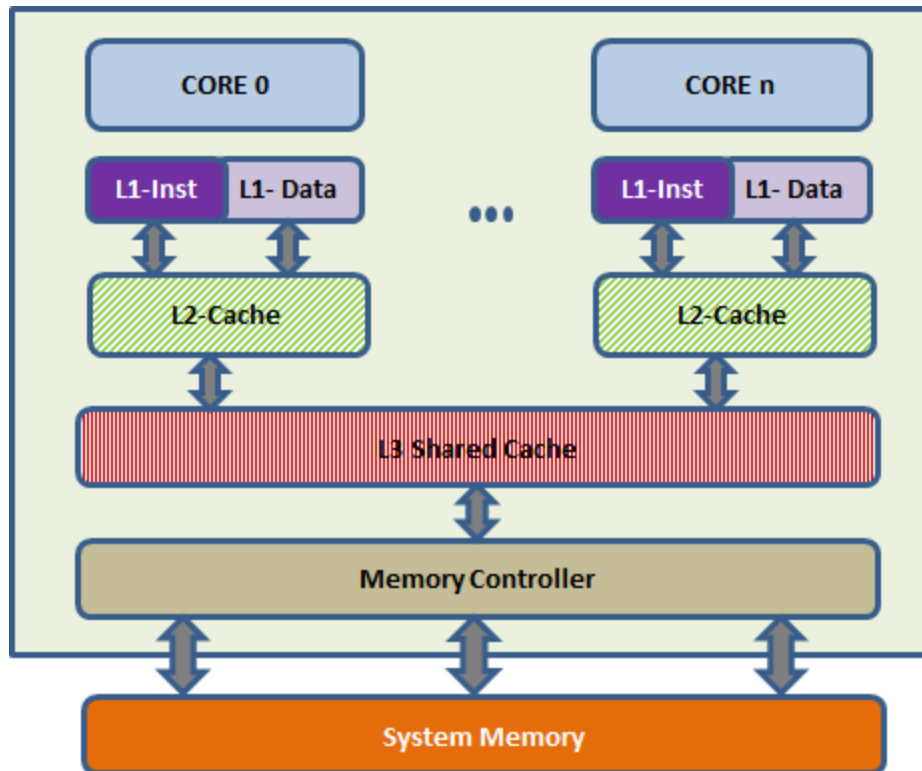 CORE 0
CORE n
L1-Inst
L1- Data
L1-Inst
L1- Data
L2-Cache
L2-Cache
L3 Shared Cache
Memory Controller
System Memory